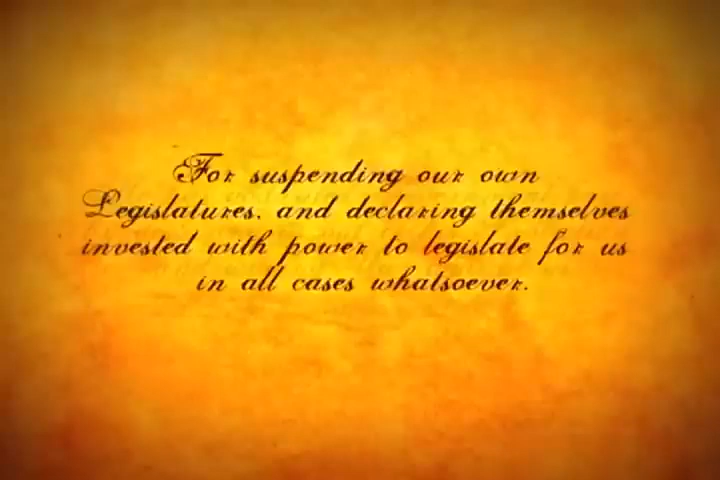 For suspending our own
Legislatures, and declaring themselves
invested with power to legislate for us
in all cases whatsoever.